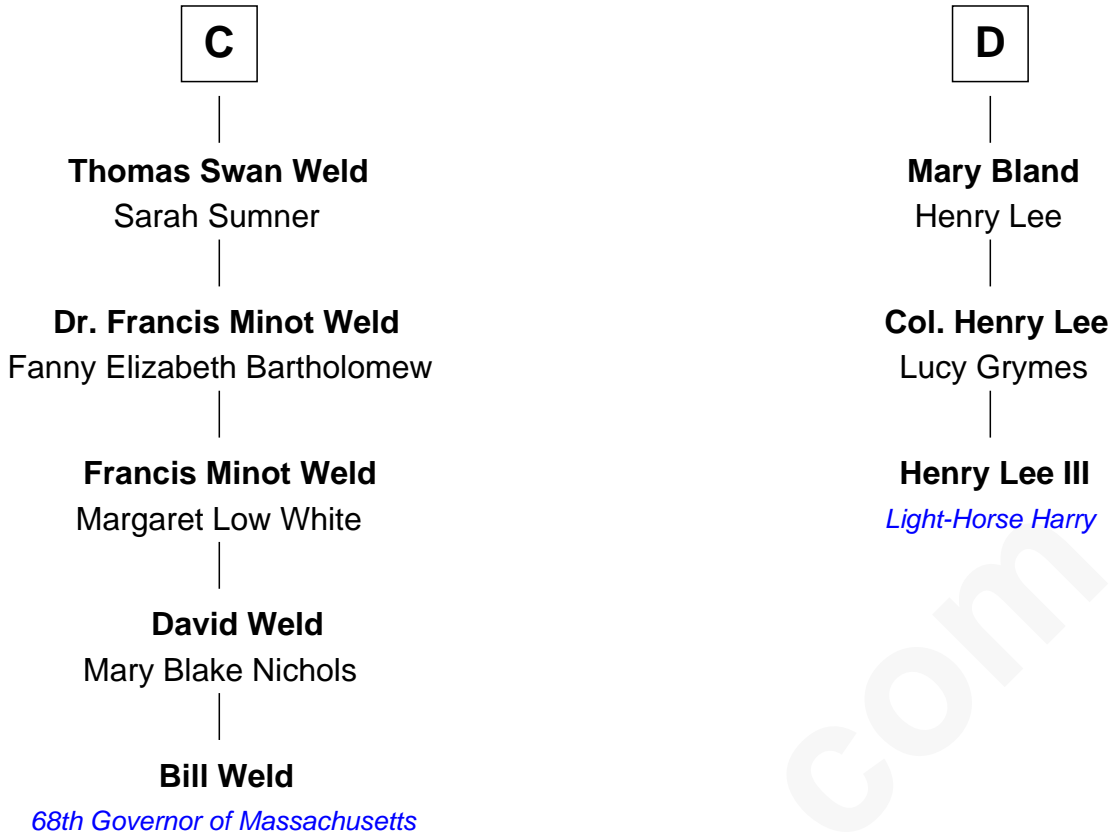 C
Thomas Swan Weld
Sarah Sumner
Dr. Francis Minot Weld
Fanny Elizabeth Bartholomew
Francis Minot Weld
Margaret Low White
David Weld
Mary Blake Nichols
Bill Weld
68th Governor of Massachusetts
D
Mary Bland
Henry Lee
Col. Henry Lee
Lucy Grymes
Henry Lee III
Light-Horse Harry
com